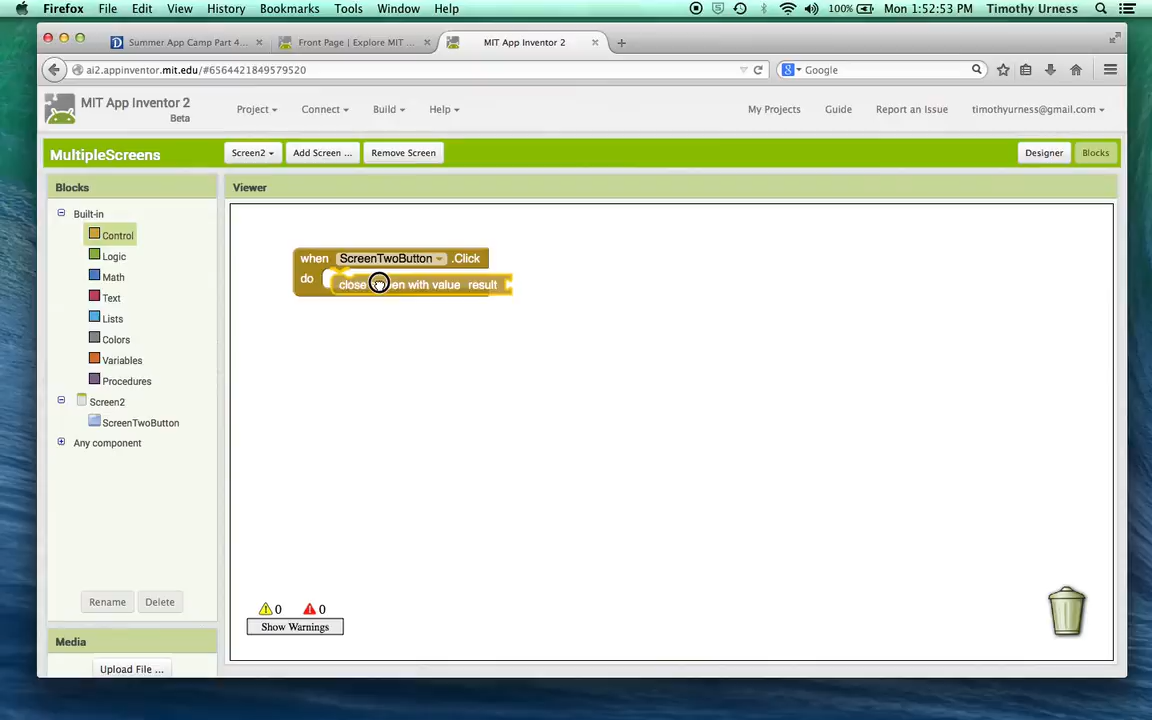 Firefox File Edit View History Bookmarks Tools Window Help 100% Mon 1:52:53 PM Timothy Urness
Summer App Camp Part 4... Front Page | Explore MIT ... MIT App Inventor 2
ai2.appinventor.mit.edu/#6564421849579520 Google
MIT App Inventor 2
Beta
Project Connect Build Help My Projects Guide Report an Issue timothyurness@gmail.com
MultipleScreens Screen2 Add Screen ... Remove Screen Designer Blocks
Blocks Viewer
Built-in
Control
Logic
Math
Text
Lists
Colors
Variables
Procedures
Screen2
ScreenTwoButton
Any component
when ScreenTwoButton .Click
do close en with value result
Rename Delete
0 0
Show Warnings
Media
Upload File ...